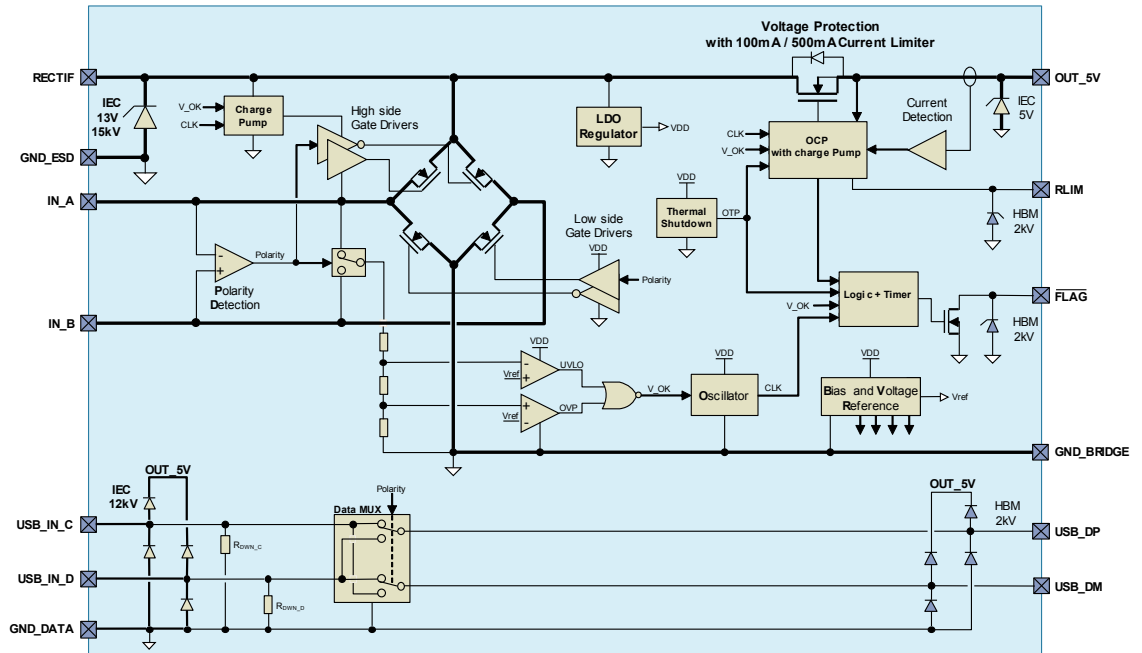 Voltage Protection
with 100mA / 500mA Current Limiter
RECTIF
OUT_5V
IEC
13V
15kV
V_OK
CLK
Charge
Pump
High side
Gate Drivers
LDO
Regulator
VDD
CLK
V_OK
OCP
with charge Pump
Current
Detection
IEC
5V
GND_ESD
IN_A
VDD
Thermal
Shutdown
OTP
RLIM
HBM
2kV
Low side
Gate Drivers
VDD
Polarity
-
+
Polarity
Polarity
Detection
Logic + Timer
V_OK
FLAG
HBM
2kV
IN_B
VDD
Vref
-
+
UVLO
Vref
+
-
OVP
V_OK
VDD
Oscillator
CLK
VDD
Bias and Voltage
Reference
Vref
GND_BRIDGE
OUT_5V
IEC
12kV
Polarity
Data MUX
OUT_5V
HBM
2kV
USB_IN_C
USB_DP
RDWN_C
USB_IN_D
USB_DM
RDWN_D
GND_DATA